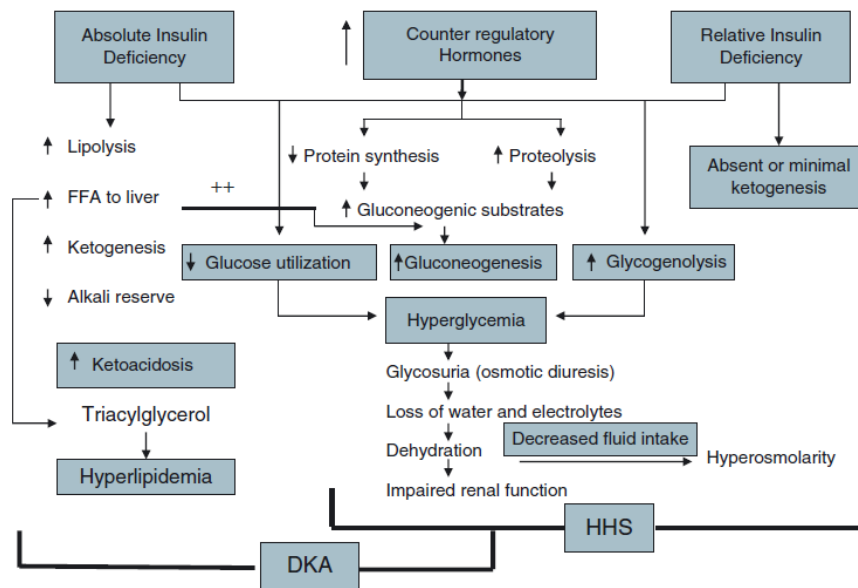 Absolute Insulin
Deficiency
Counter regulatory
Hormones
Relative Insulin
Deficiency
Lipolysis
Protein synthesis
Proteolysis
Absent or minimal
ketogenesis
FFA to liver
++
Gluconeogenic substrates
Ketogenesis
Glucose utilization
Gluconeogenesis
Glycogenolysis
Alkali reserve
Hyperglycemia
Ketoacidosis
Glycosuria (osmotic diuresis)
Triacylglycerol
Loss of water and electrolytes
Decreased fluid intake
Dehydration
Hyperosmolarity
Hyperlipidemia
Impaired renal function
HHS
DKA